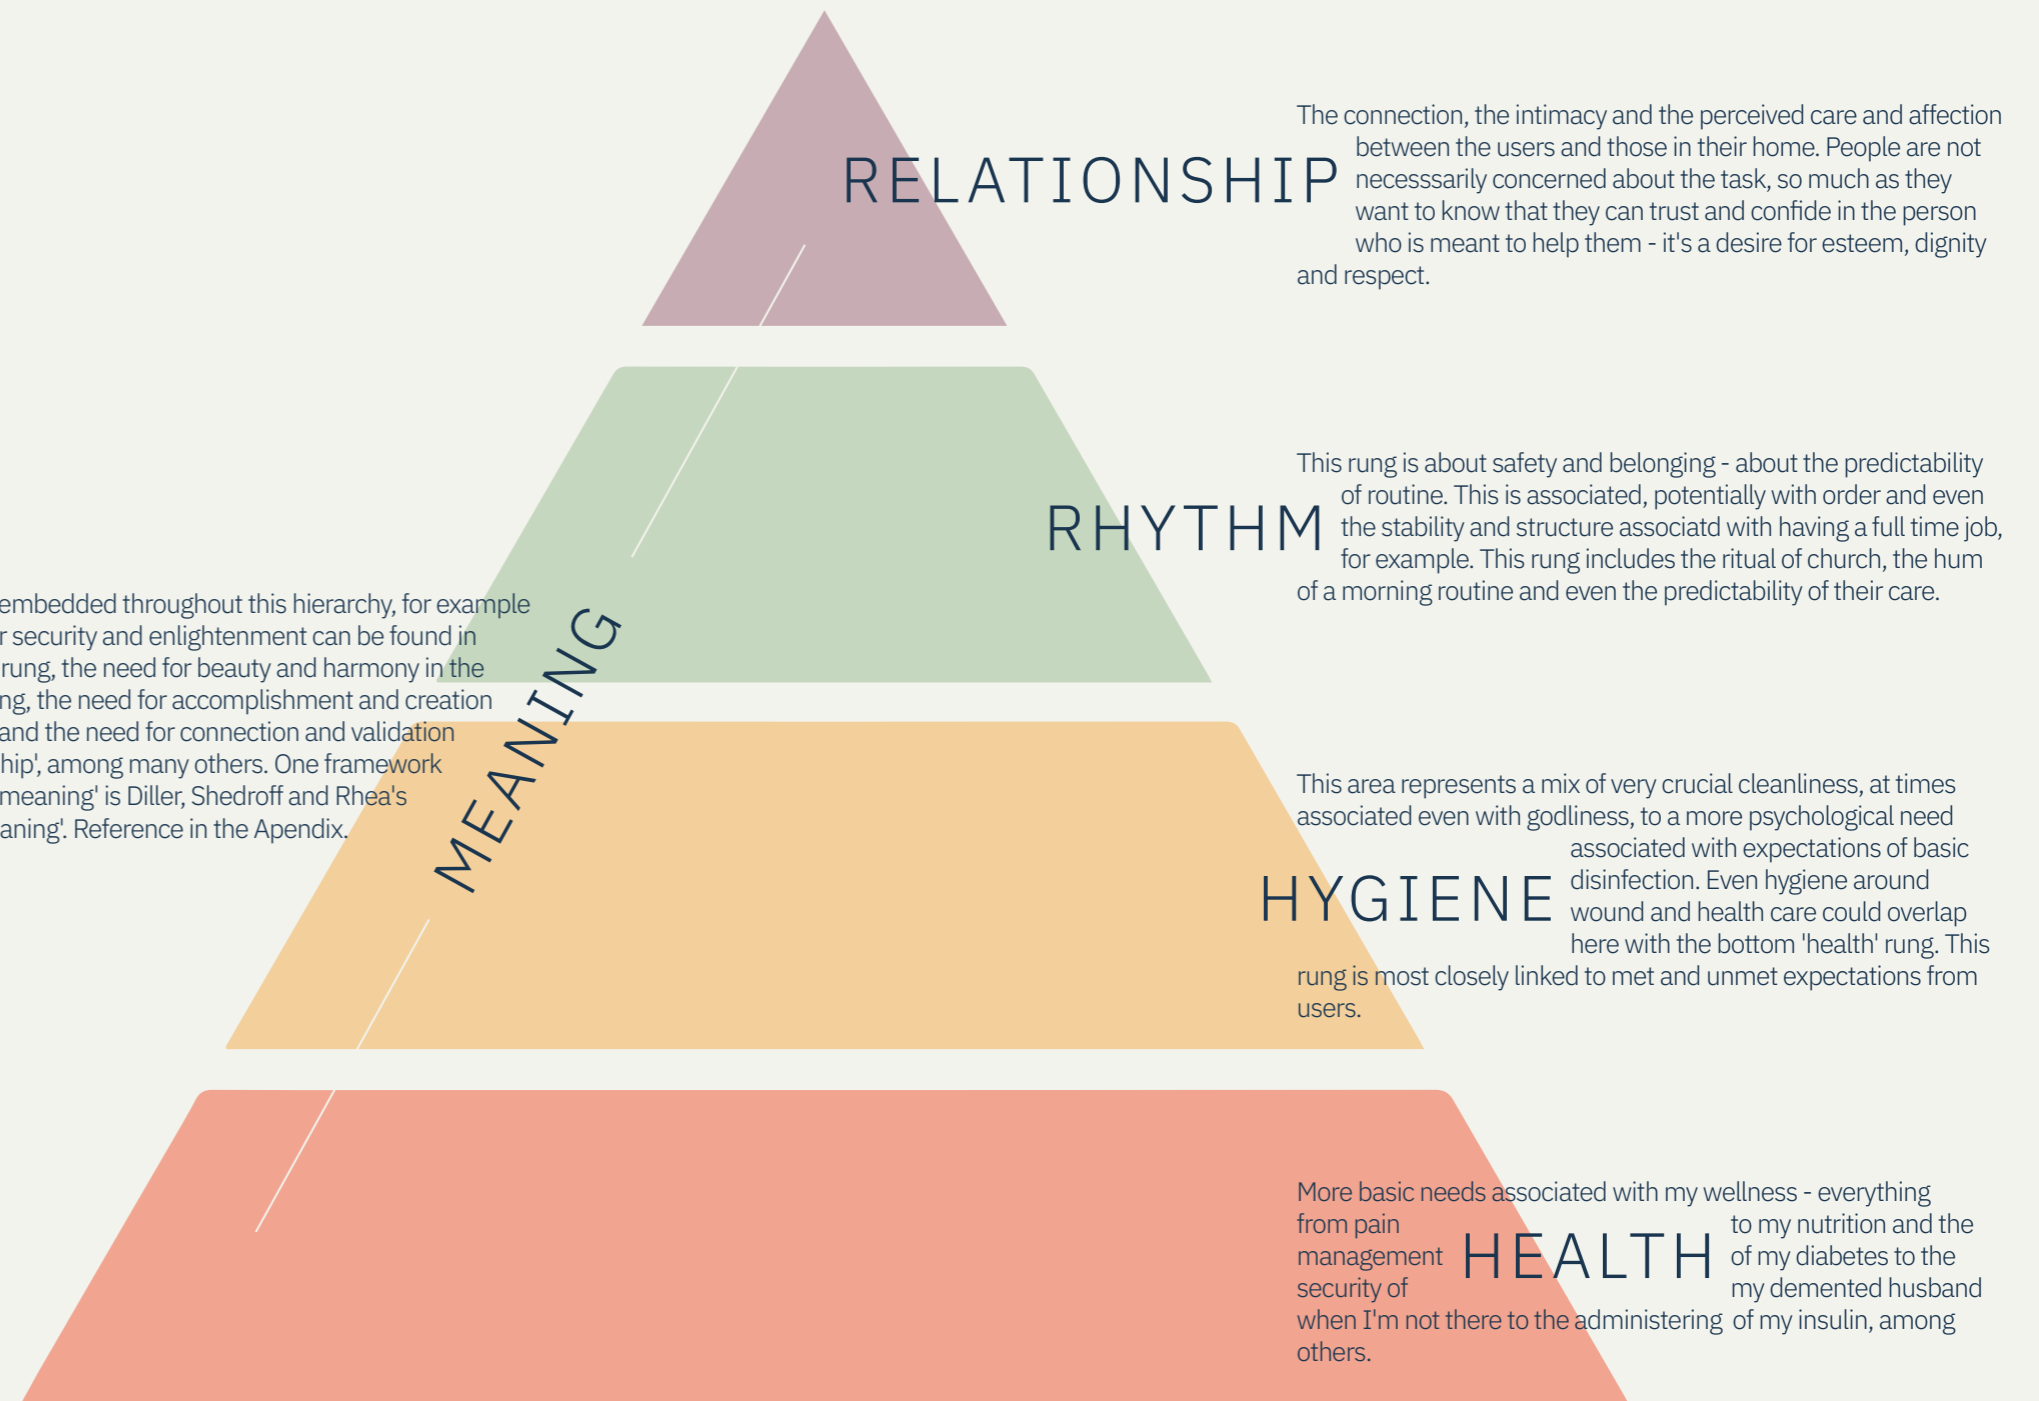 The connection, the intimacy and the perceived care and affection
between the users and those in their home. People are not
RELATIONSHIP
necesssarily concerned about the task, so much as they
want to know that they can trust and confide in the person
who is meant to help them - it's a desire for esteem, dignity
and respect.
This rung is about safety and belonging - about the predictability
of routine. This is associated, potentially with order and even
RHYTHM
the stability and structure associatd with having a full time job,
for example. This rung includes the ritual of church, the hum
of a morning routine and even the predictability of their care.
embedded throughout this hierarchy, for example
r security and enlightenment can be found in
rung, the need for beauty and harmony in the
ng, the need for accomplishment and creation
and the need for connection and validation
hip', among many others. One framework
meaning' is Diller, Shedroff and Rhea's
aning'. Reference in the Apendix.
MEANING
This area represents a mix of very crucial cleanliness, at times
associated even with godliness, to a more psychological need
associated with expectations of basic
disinfection. Even hygiene around
HYGIENE
wound and health care could overlap
here with the bottom 'health' rung. This
rung is most closely linked to met and unmet expectations from
users.
More basic needs associated with my wellness - everything
from pain to my nutrition and the
management of my diabetes to the
HEALTH
security of my demented husband
when I'm not there to the administering of my insulin, among
others.